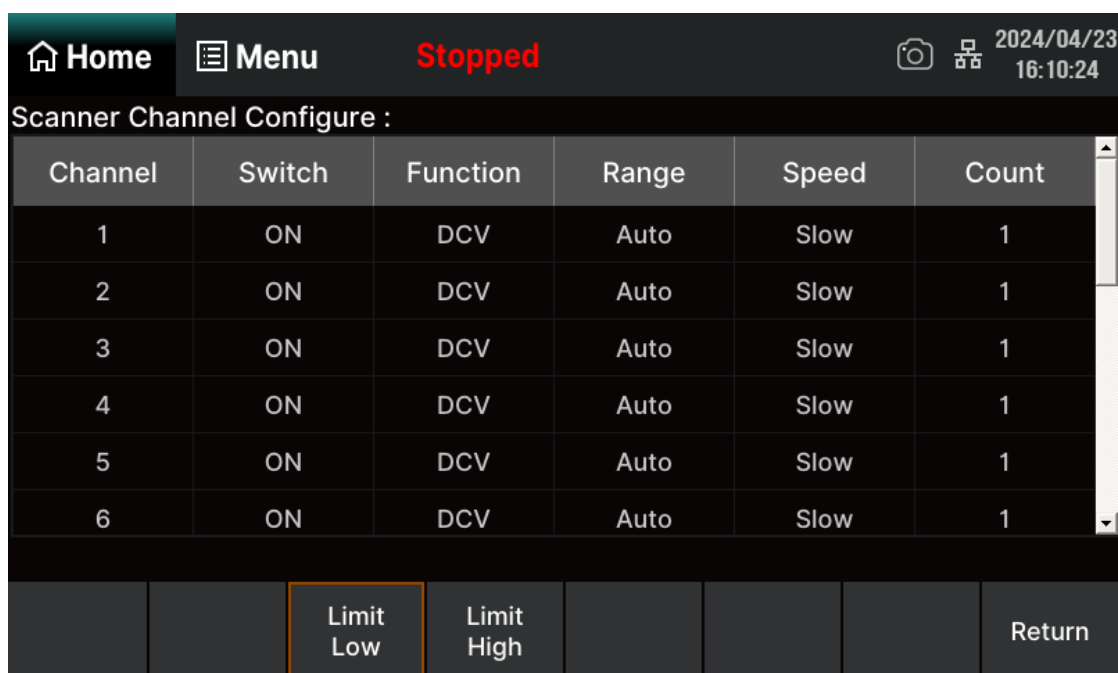 Home Menu Stopped 2024/04/23
16:10:24
Scanner Channel Configure :
Channel Switch Function Range Speed Count
1 ON DCV Auto Slow 1
2 ON DCV Auto Slow 1
3 ON DCV Auto Slow 1
4 ON DCV Auto Slow 1
5 ON DCV Auto Slow 1
6 ON DCV Auto Slow 1
Limit Low
Limit High
Return